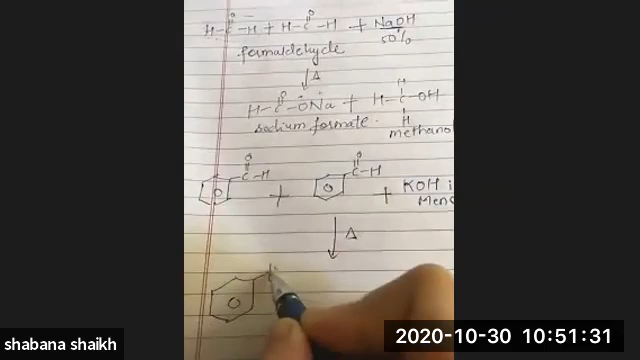 H-C-H + H-C-H + NaOH
O O 50%
formaldehyde
Δ
H-C-ONa + H-C-OH
O H H
sodium formate. methanol
C-H + C-H + KOH i
O O
Δ
shabana shaikh
2020-10-30 10:51:31